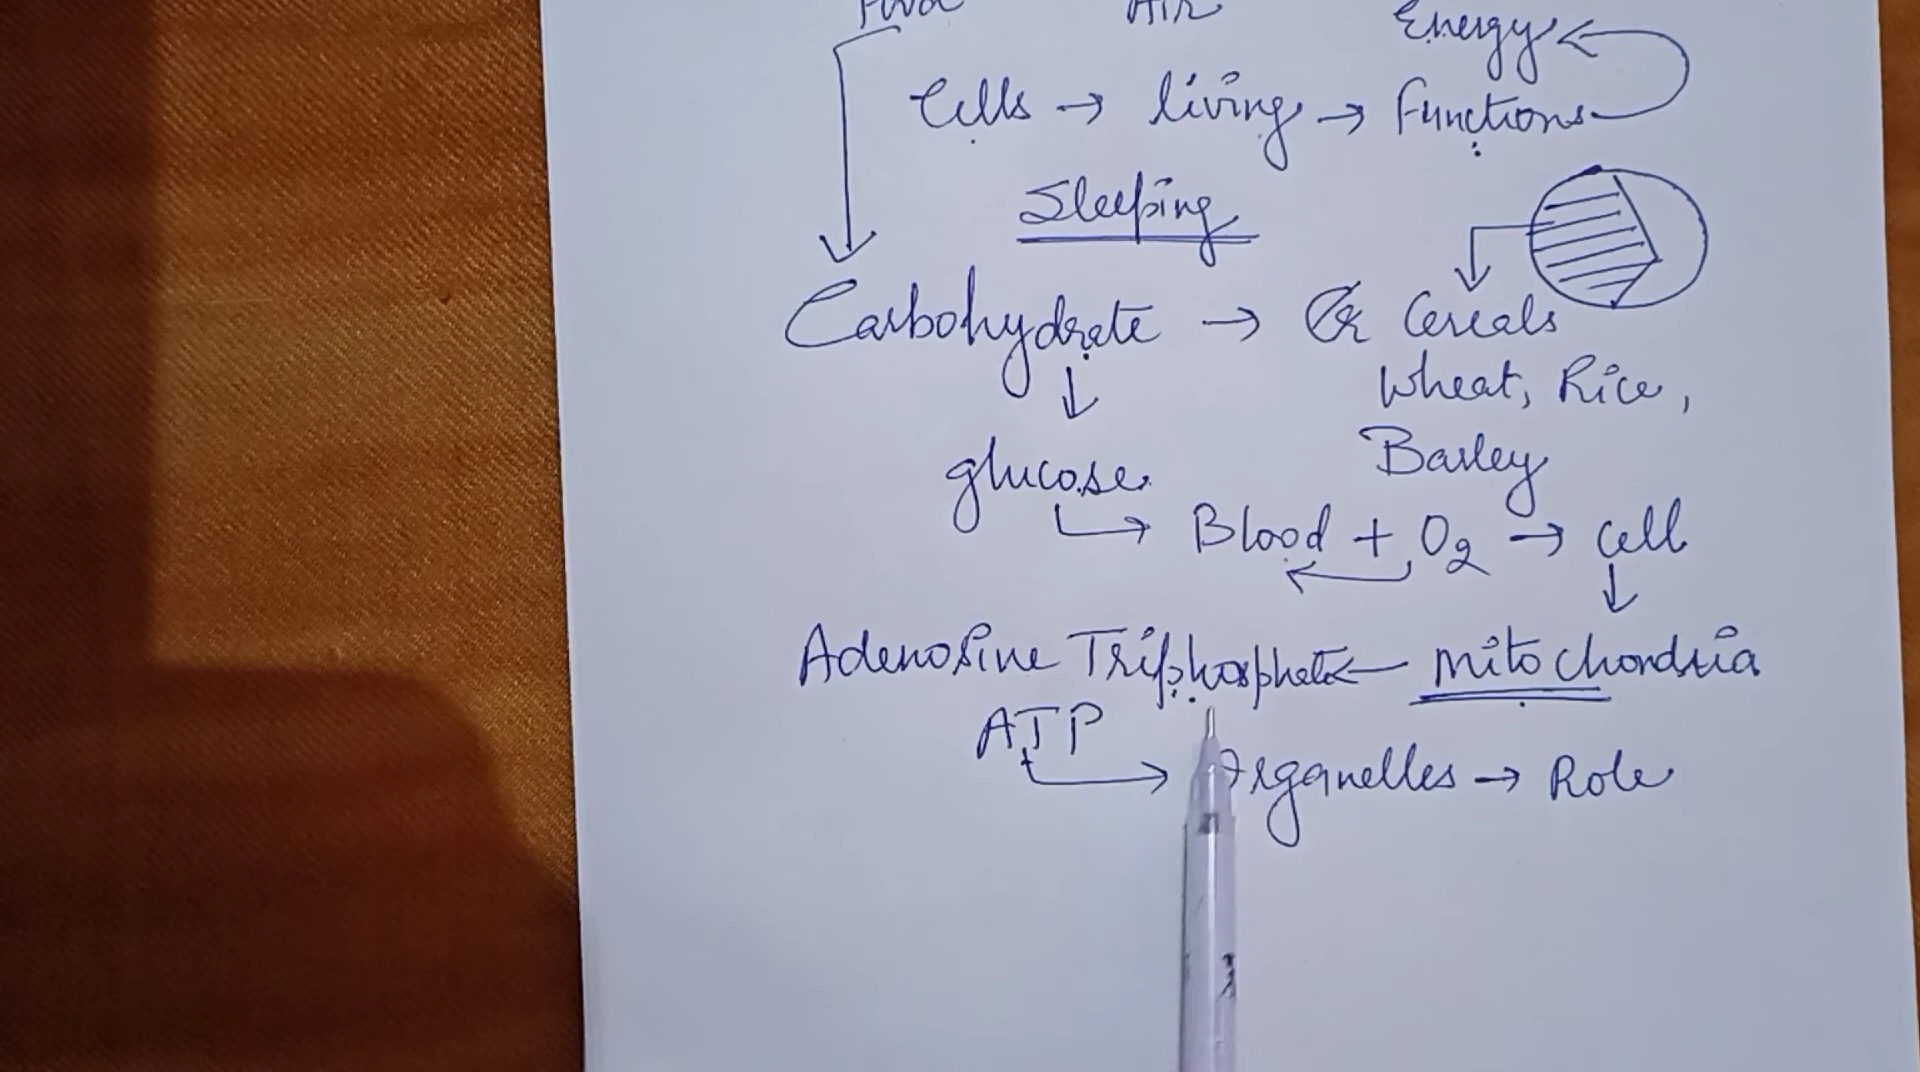 Food Air Energy
Cells → living → Functions
Sleeping
Carbohydrate → Cereals
Wheat, Rice,
glucose Barley
Blood + O2 → cell
Adenosine Triphosphate ← mitochondria
ATP
Organelles → Role